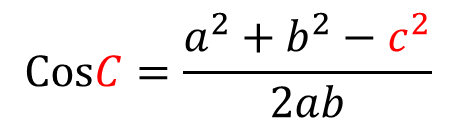 CosC = (a² + b² − c²) / 2ab